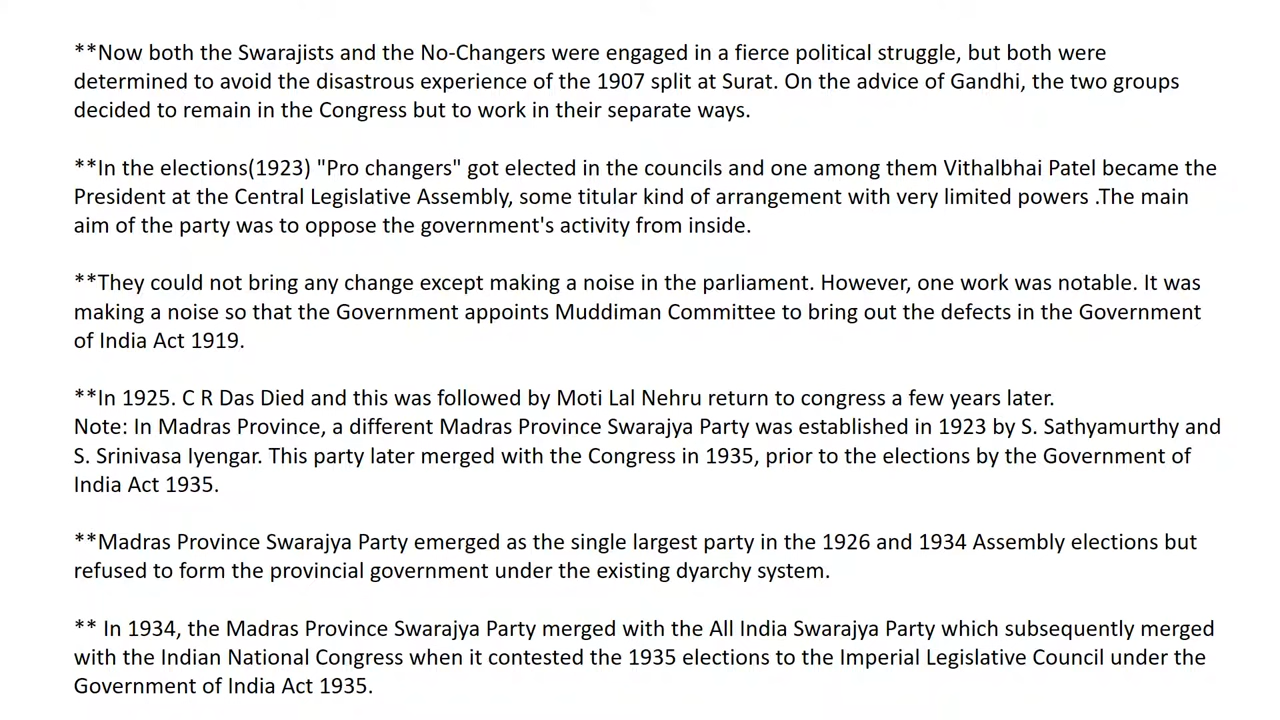 **Now both the Swarajists and the No-Changers were engaged in a fierce political struggle, but both were
determined to avoid the disastrous experience of the 1907 split at Surat. On the advice of Gandhi, the two groups
decided to remain in the Congress but to work in their separate ways.
**In the elections(1923) "Pro changers" got elected in the councils and one among them Vithalbhai Patel became the
President at the Central Legislative Assembly, some titular kind of arrangement with very limited powers .The main
aim of the party was to oppose the government's activity from inside.
**They could not bring any change except making a noise in the parliament. However, one work was notable. It was
making a noise so that the Government appoints Muddiman Committee to bring out the defects in the Government
of India Act 1919.
**In 1925. C R Das Died and this was followed by Moti Lal Nehru return to congress a few years later.
Note: In Madras Province, a different Madras Province Swarajya Party was established in 1923 by S. Sathyamurthy and
S. Srinivasa Iyengar. This party later merged with the Congress in 1935, prior to the elections by the Government of
India Act 1935.
**Madras Province Swarajya Party emerged as the single largest party in the 1926 and 1934 Assembly elections but
refused to form the provincial government under the existing dyarchy system.
** In 1934, the Madras Province Swarajya Party merged with the All India Swarajya Party which subsequently merged
with the Indian National Congress when it contested the 1935 elections to the Imperial Legislative Council under the
Government of India Act 1935.